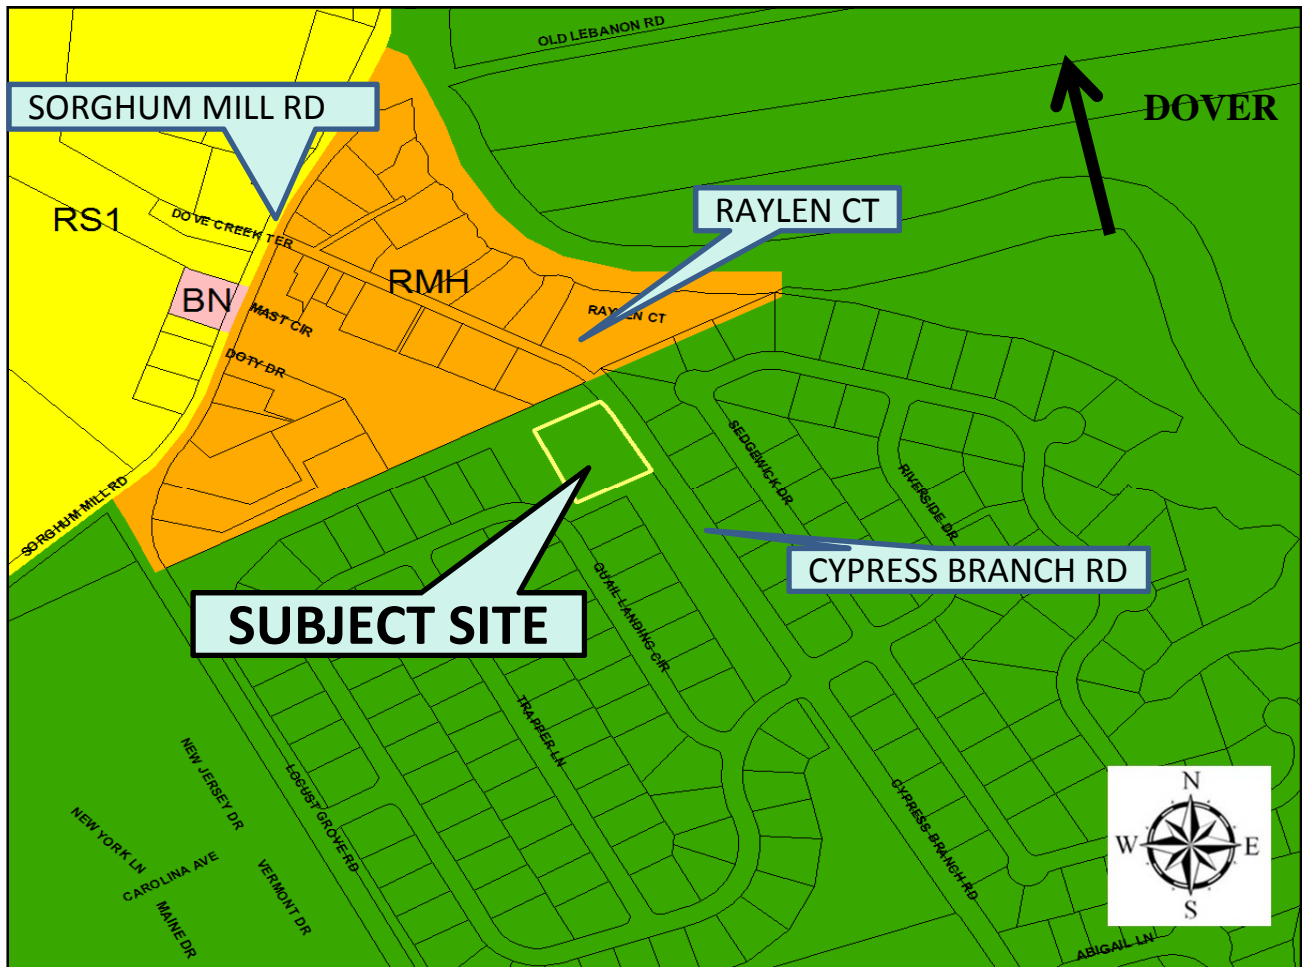 OLD LEBANON RD
SORGHUM MILL RD
DOVER
RAYLEN CT
RS1
DOVE CREEK TER
RMH
BN
MAST CIR
RAYLEN CT
DOTY DR
SEDGEWICK DR
RIVERSIDE DR
SORGHUM MILL RD
CYPRESS BRANCH RD
QUAIL LANDING CIR
SUBJECT SITE
TRAPPER LN
NEW JERSEY DR
LOCUST GROVE RD
CYPRESS BRANCH RD
N
W
E
S
NEW YORK LN
CAROLINA AVE
VERMONT DR
MAINE DR
ABIGAIL LN